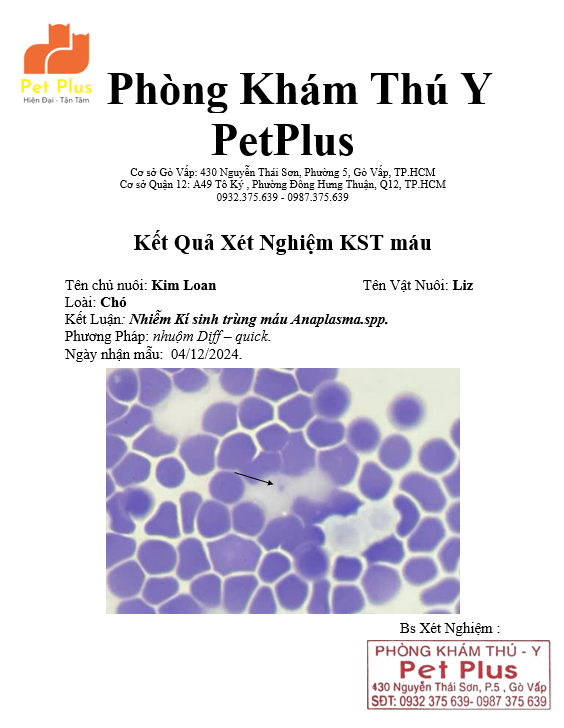 Pet Plus
Hiện Đại - Tận Tâm
Phòng Khám Thú Y
PetPlus
Cơ sở Gò Vấp: 430 Nguyễn Thái Sơn, Phường 5, Gò Vấp, TP.HCM
Cơ sở Quận 12: A49 Tô Ký , Phường Đông Hưng Thuận, Q12, TP.HCM
0932.375.639 - 0987.375.639
Kết Quả Xét Nghiệm KST máu
Tên chủ nuôi: Kim Loan Tên Vật Nuôi: Liz
Loài: Chó
Kết Luận: Nhiễm Kí sinh trùng máu Anaplasma.spp.
Phương Pháp: nhuộm Diff – quick.
Ngày nhận mẫu: 04/12/2024.
Bs Xét Nghiệm :
PHÒNG KHÁM THÚ - Y
Pet Plus
430 Nguyễn Thái Sơn, P.5 , Gò Vấp
SĐT: 0932 375 639- 0987 375 639